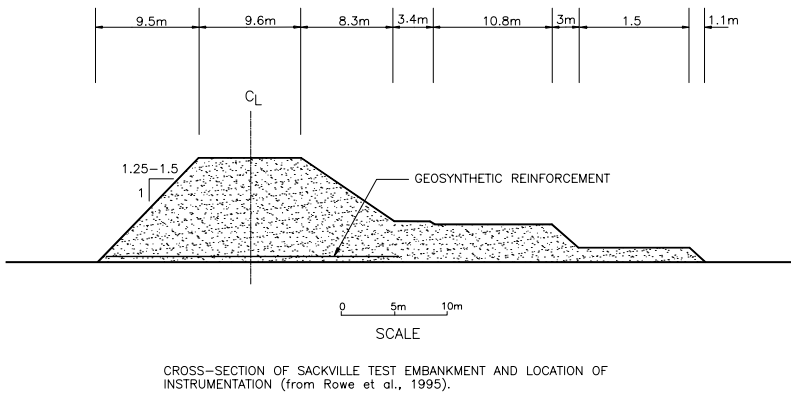 9.5m 9.6m 8.3m 3.4m 10.8m 3m 1.5 1.1m
CL
1.25-1.5
1
GEOSYNTHETIC REINFORCEMENT
0 5m 10m
SCALE
CROSS-SECTION OF SACKVILLE TEST EMBANKMENT AND LOCATION OF
INSTRUMENTATION (from Rowe et al., 1995).